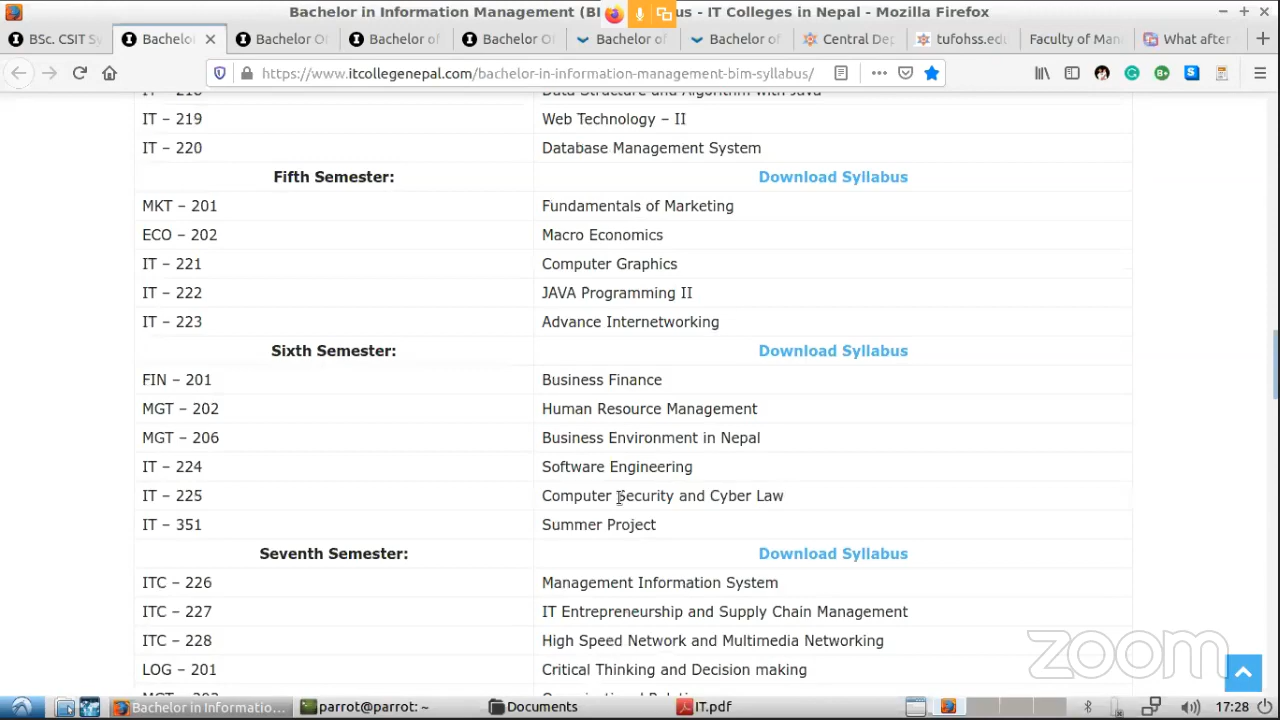 Bachelor in Information Management (BI us - IT Colleges in Nepal - Mozilla Firefox
BSc. CSIT Sy
Bachelo
Bachelor O
Bachelor of
Bachelor O
Bachelor of
Bachelor of
Central Dep
tufohss.edu
Faculty of Man
What after
https://www.itcollegenepal.com/bachelor-in-information-management-bim-syllabus/
IT – 218 Data Structure and Algorithm with Java
IT – 219 Web Technology – II
IT – 220 Database Management System
Fifth Semester: Download Syllabus
MKT – 201 Fundamentals of Marketing
ECO – 202 Macro Economics
IT – 221 Computer Graphics
IT – 222 JAVA Programming II
IT – 223 Advance Internetworking
Sixth Semester: Download Syllabus
FIN – 201 Business Finance
MGT – 202 Human Resource Management
MGT – 206 Business Environment in Nepal
IT – 224 Software Engineering
IT – 225 Computer Security and Cyber Law
IT – 351 Summer Project
Seventh Semester: Download Syllabus
ITC – 226 Management Information System
ITC – 227 IT Entrepreneurship and Supply Chain Management
ITC – 228 High Speed Network and Multimedia Networking
LOG – 201 Critical Thinking and Decision making
zoom
Bachelor in Informatio...
parrot@parrot: ~
Documents
IT.pdf
17:28